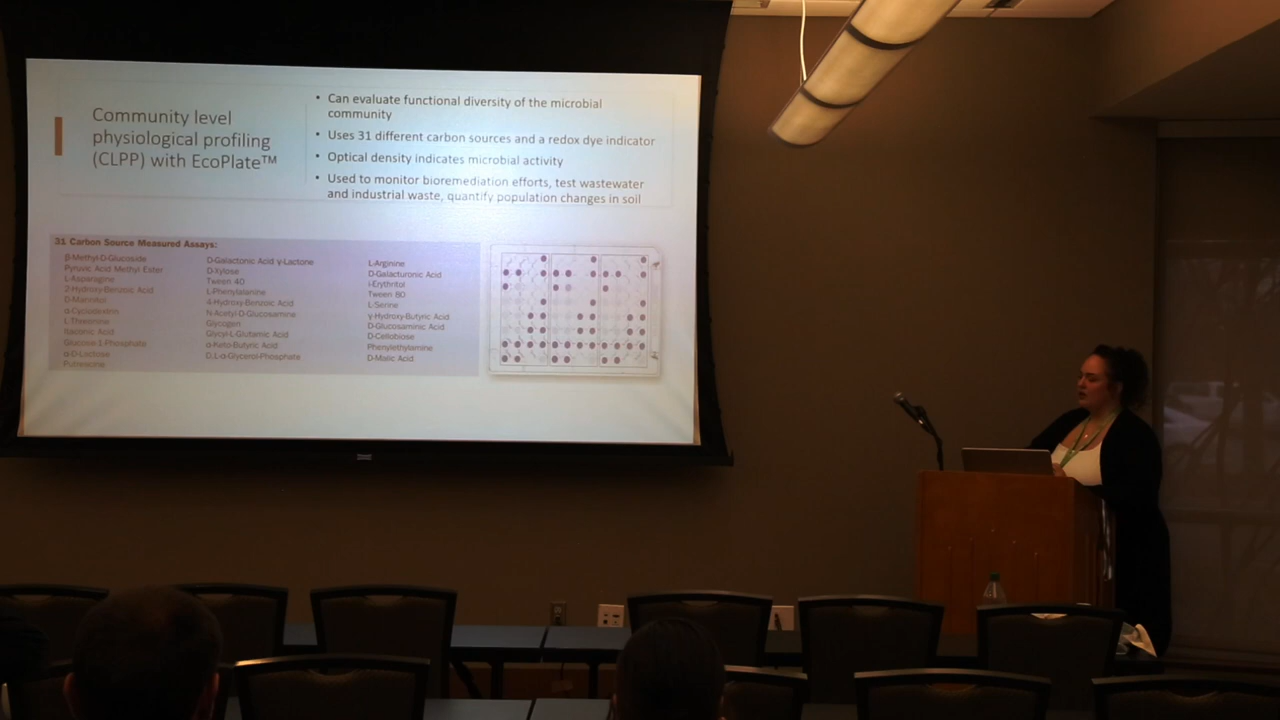 Community level
physiological profiling
(CLPP) with EcoPlate™
• Can evaluate functional diversity of the microbial
community
• Uses 31 different carbon sources and a redox dye indicator
• Optical density indicates microbial activity
• Used to monitor bioremediation efforts, test wastewater
and industrial waste, quantify population changes in soil
31 Carbon Source Measured Assays:
β-Methyl-D-Glucoside
Pyruvic Acid Methyl Ester
L-Asparagine
2-Hydroxy-Benzoic Acid
D-Mannitol
α-Cyclodextrin
L-Threonine
Itaconic Acid
Glucose-1-Phosphate
α-D-Lactose
Putrescine
D-Galactonic Acid γ-Lactone
D-Xylose
Tween 40
L-Phenylalanine
4-Hydroxy-Benzoic Acid
N-Acetyl-D-Glucosamine
Glycogen
Glycyl-L-Glutamic Acid
α-Keto-Butyric Acid
D,L-α-Glycerol-Phosphate
L-Arginine
D-Galacturonic Acid
i-Erythritol
Tween 80
L-Serine
γ-Hydroxy-Butyric Acid
D-Glucosaminic Acid
D-Cellobiose
Phenylethylamine
D-Malic Acid